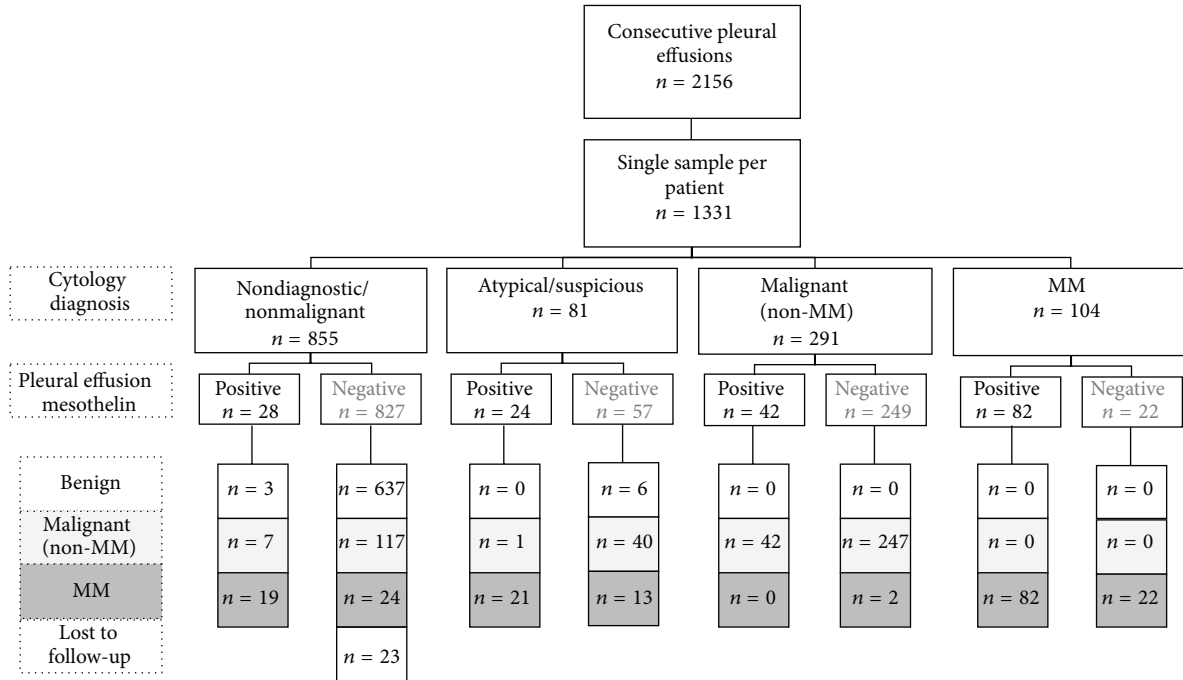 Consecutive pleural
effusions
n = 2156
Single sample per
patient
n = 1331
Cytology
diagnosis
Nondiagnostic/
nonmalignant
n = 855
Atypical/suspicious
n = 81
Malignant
(non-MM)
n = 291
MM
n = 104
Pleural effusion
mesothelin
Positive
n = 28
Negative
n = 827
Positive
n = 24
Negative
n = 57
Positive
n = 42
Negative
n = 249
Positive
n = 82
Negative
n = 22
Benign
n = 3
n = 637
n = 0
n = 6
n = 0
n = 0
n = 0
n = 0
Malignant
(non-MM)
n = 7
n = 117
n = 1
n = 40
n = 42
n = 247
n = 0
n = 0
MM
n = 19
n = 24
n = 21
n = 13
n = 0
n = 2
n = 82
n = 22
Lost to
follow-up
n = 23